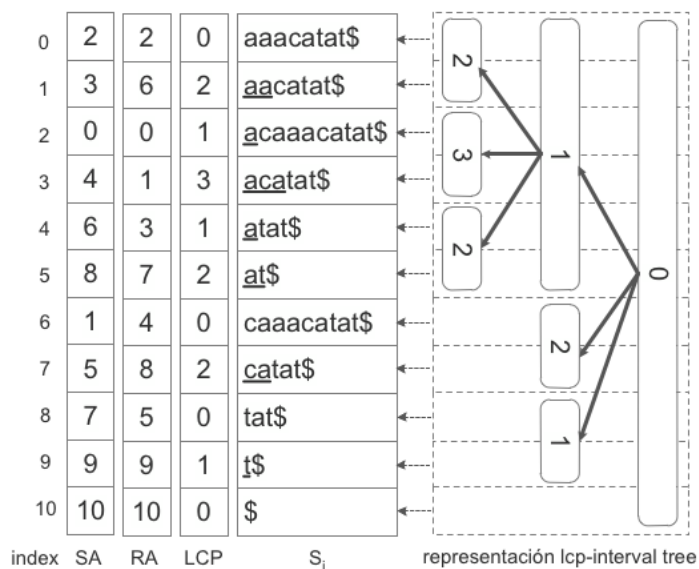 0 2 2 0 aaacatat$
1 3 6 2 aacatat$
2 0 0 1 acaaacatat$
3 4 1 3 acatat$
4 6 3 1 atat$
5 8 7 2 at$
6 1 4 0 caaacatat$
7 5 8 2 catat$
8 7 5 0 tat$
9 9 9 1 t$
10 10 10 0 $
2
3
2
1
2
1
0
index SA RA LCP Si representación lcp-interval tree